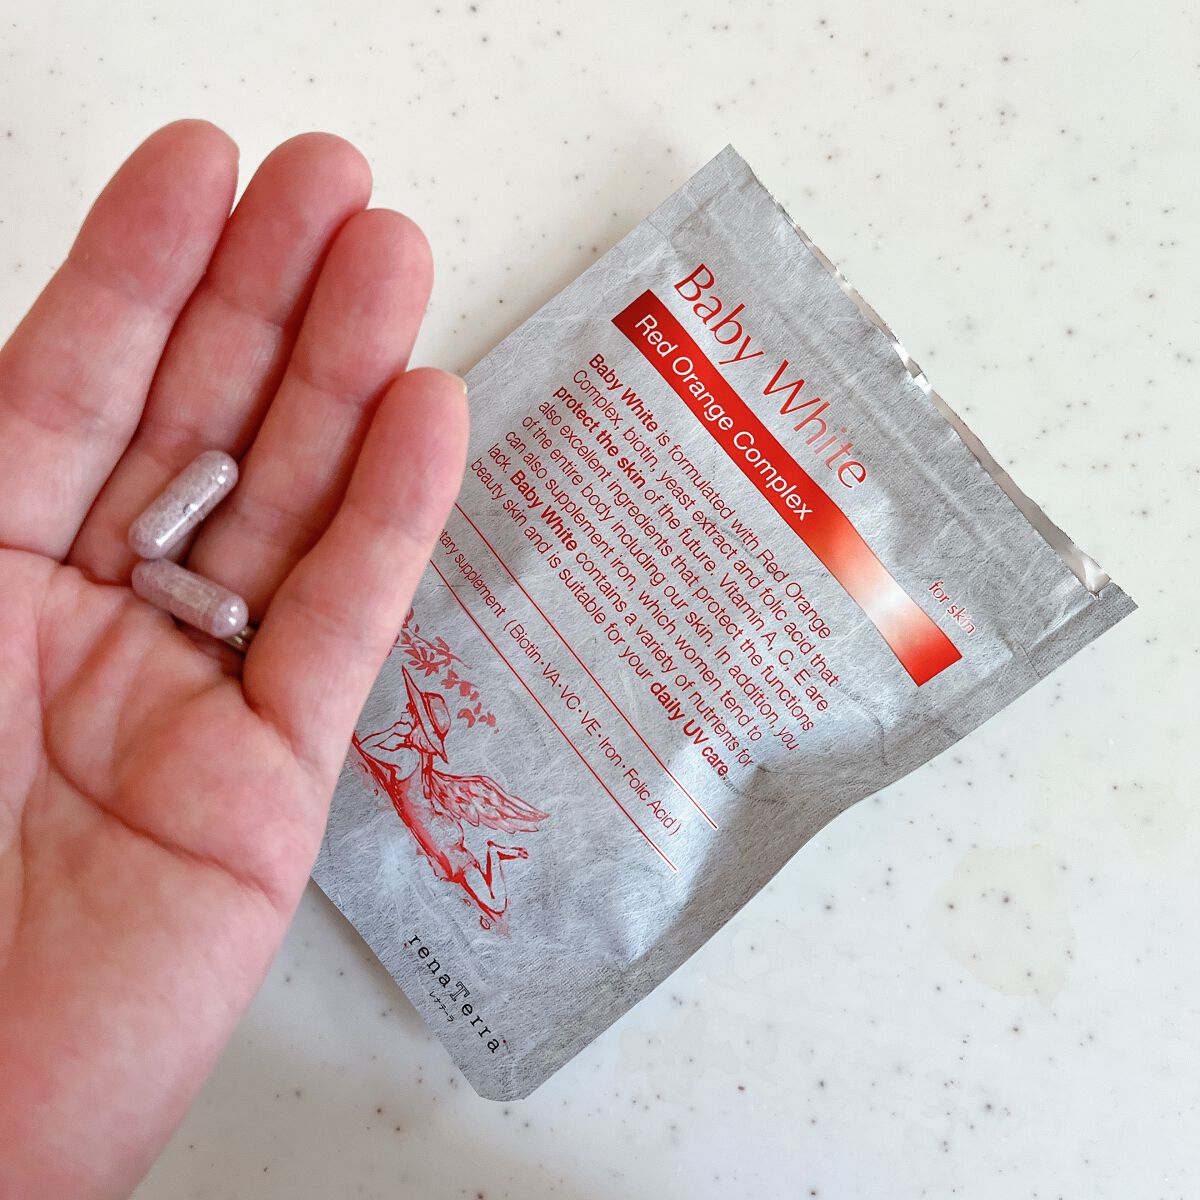 Baby White
Red Orange Complex
for skin
Baby White is formulated with Red Orange
Complex, biotin, yeast extract and folic acid that
protect the skin of the future. Vitamin A, C, E are
also excellent ingredients that protect the functions
of the entire body including our skin. In addition, you
can also supplement iron, which women tend to
lack. Baby White contains a variety of nutrients for
beauty skin and is suitable for your daily UV care.
tary supplement (Biotin・VA・VC・VE・Iron・Folic Acid)
renaTerra
レナテーラ